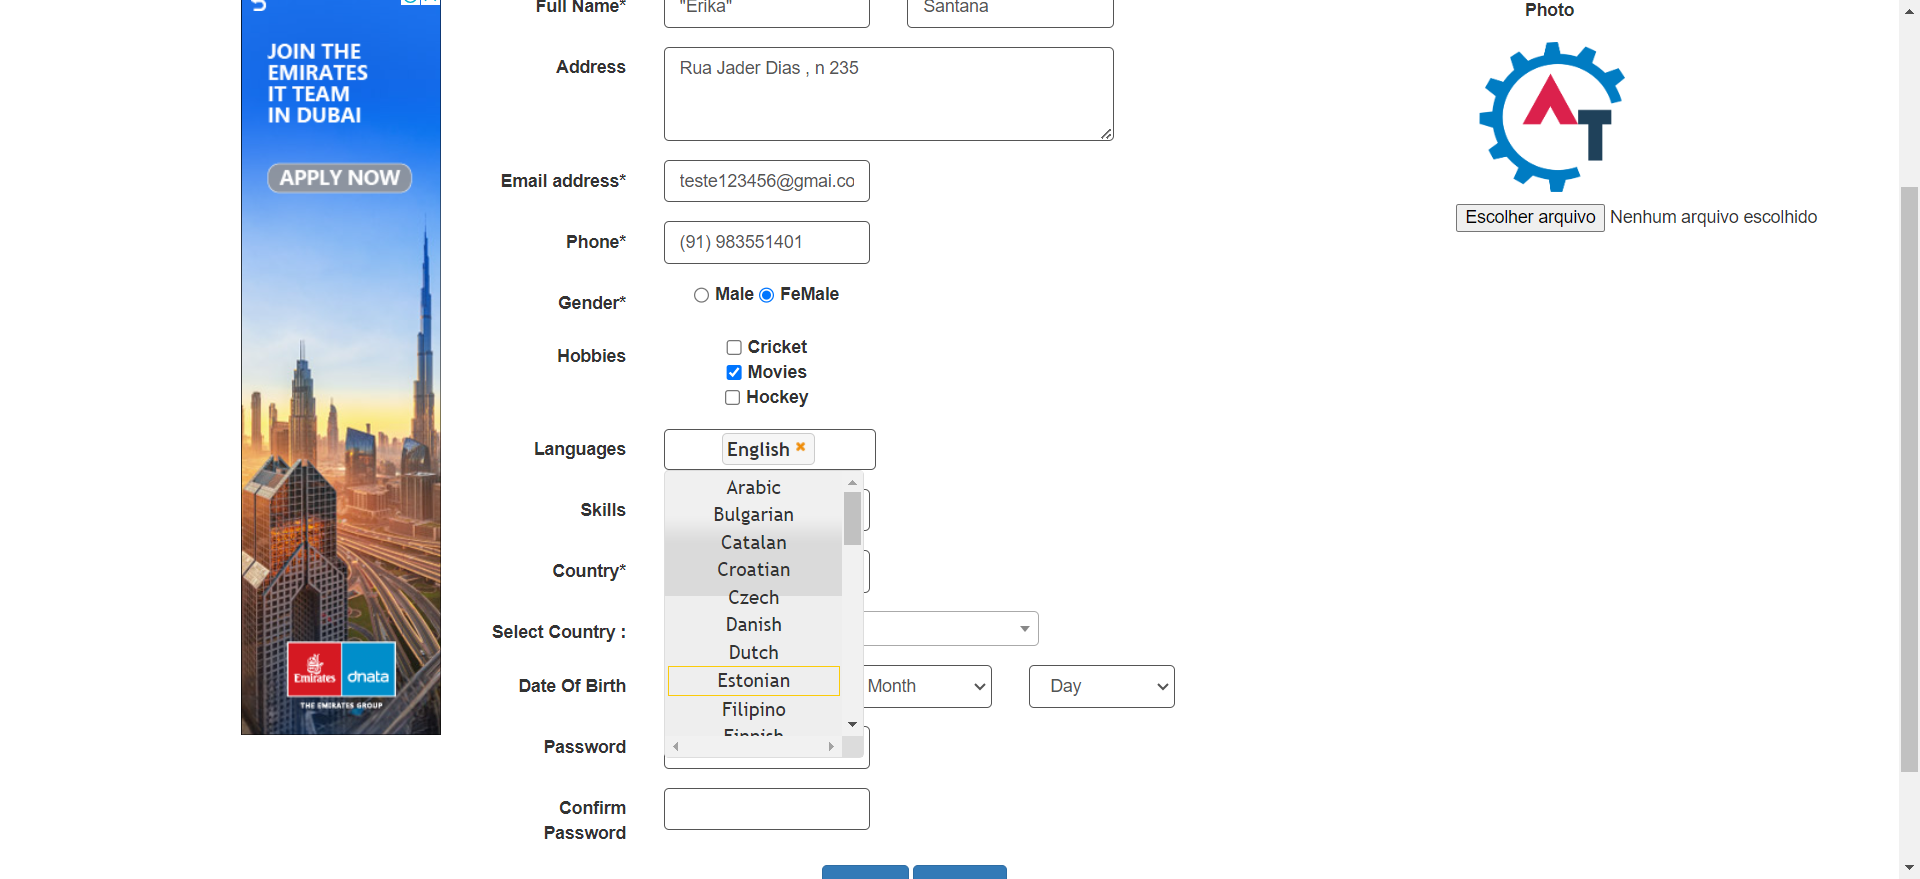 Full Name*
"Erika"
Santana
Photo
JOIN THE
EMIRATES
IT TEAM
IN DUBAI
APPLY NOW
Emirates
dnata
THE EMIRATES GROUP
Address
Rua Jader Dias , n 235
AT
Escolher arquivo Nenhum arquivo escolhido
Email address*
teste123456@gmai.co
Phone*
(91) 983551401
Gender*
Male
FeMale
Hobbies
Cricket
Movies
Hockey
Languages
English
Arabic
Bulgarian
Catalan
Croatian
Czech
Danish
Dutch
Estonian
Filipino
Finnish
Skills
Country*
Select Country :
Date Of Birth
Month
Day
Password
Confirm
Password